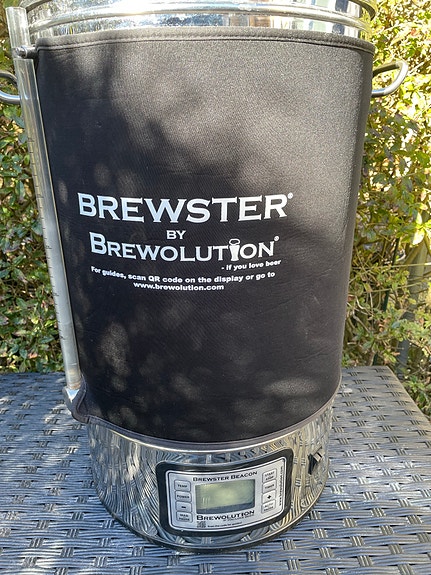 BREWSTER®
BY
BREWOLUTION®
- if you love beer
For guides, scan QR code on the display or go to
www.brewolution.com
BREWSTER BEACON
BREWOLUTION